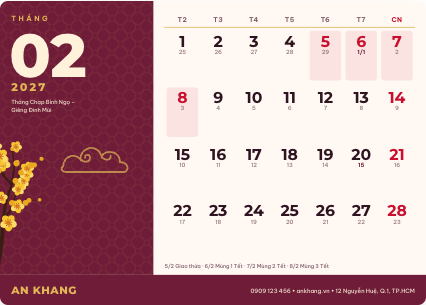 THÁNG
02
2027
Tháng Chạp Bính Ngọ –
Giêng Đinh Mùi
T2 T3 T4 T5 T6 T7 CN
1 2 3 4 5 6 7
25 26 27 28 29 1/1 2
8 9 10 11 12 13 14
3 4 5 6 7 8 9
15 16 17 18 19 20 21
10 11 12 13 14 15 16
22 23 24 25 26 27 28
17 18 19 20 21 22 23
5/2 Giao thừa · 6/2 Mùng 1 Tết · 7/2 Mùng 2 Tết · 8/2 Mùng 3 Tết
AN KHANG
0909 123 456 • ankhang.vn • 12 Nguyễn Huệ, Q.1, TP.HCM